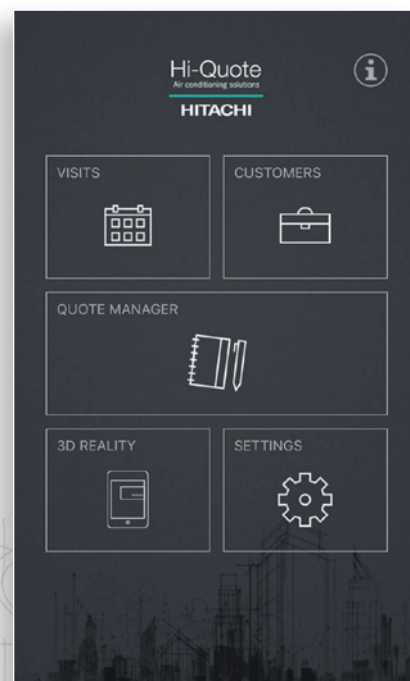 Hi-Quote
Air conditioning solutions
HITACHI
VISITS
CUSTOMERS
QUOTE MANAGER
3D REALITY
SETTINGS